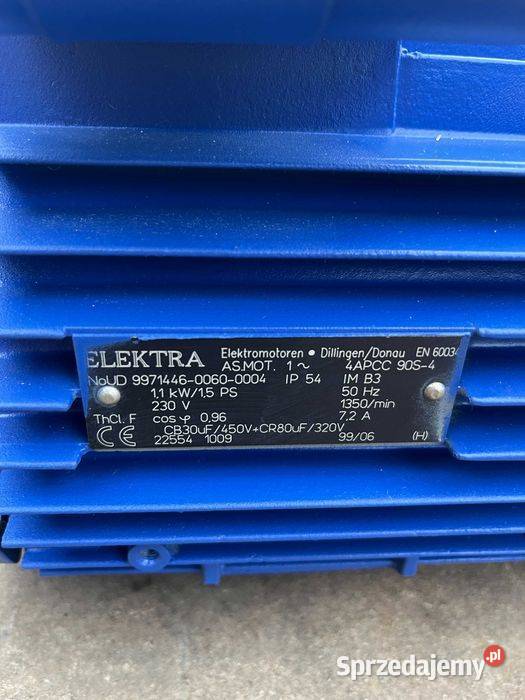 ELEKTRA Elektromotoren • Dillingen/Donau EN 60034
AS.MOT. 1~ 4APCC 90S-4
NoUD 9971446-0060-0004 IP 54 IM B3
1,1 kW/1,5 PS 50 Hz
230 V 1350/min
ThCl. F cos φ 0,96 7,2 A
CE CB30uF/450V+CR80uF/320V
22554 1009 99/06 (H)
Sprzedajemy.pl